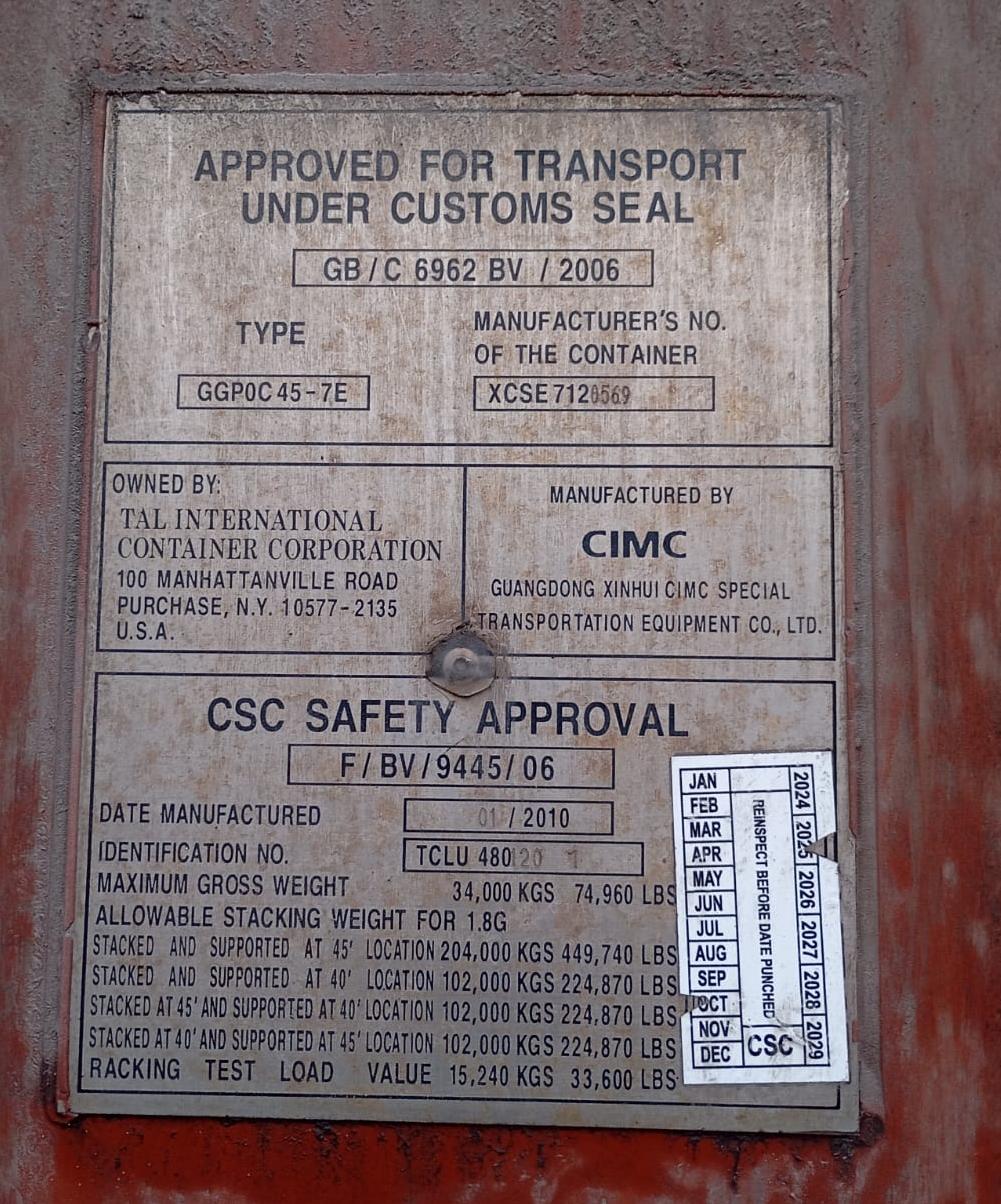 APPROVED FOR TRANSPORT
UNDER CUSTOMS SEAL
GB / C 6962 BV / 2006
TYPE
MANUFACTURER'S NO.
OF THE CONTAINER
GGP0C 45-7E
XCSE 7120569
OWNED BY:
TAL INTERNATIONAL
CONTAINER CORPORATION
100 MANHATTANVILLE ROAD
PURCHASE, N.Y. 10577-2135
U.S.A.
MANUFACTURED BY
CIMC
GUANGDONG XINHUI CIMC SPECIAL
TRANSPORTATION EQUIPMENT CO., LTD.
CSC SAFETY APPROVAL
F / BV / 9445 / 06
DATE MANUFACTURED 01 / 2010
IDENTIFICATION NO. TCLU
MAXIMUM GROSS WEIGHT 34,000 KGS 74,960 LBS
ALLOWABLE STACKING WEIGHT FOR 1.8G
STACKED AND SUPPORTED AT 45' LOCATION 204,000 KGS 449,740 LBS
STACKED AND SUPPORTED AT 40' LOCATION 102,000 KGS 224,870 LBS
STACKED AT 45' AND SUPPORTED AT 40' LOCATION 102,000 KGS 224,870 LBS
STACKED AT 40' AND SUPPORTED AT 45' LOCATION 102,000 KGS 224,870 LBS
RACKING TEST LOAD VALUE 15,240 KGS 33,600 LBS
JAN
FEB
MAR
APR
MAY
JUN
JUL
AUG
SEP
OCT
NOV
DEC
REINSPECT BEFORE DATE PUNCHED
CSC
2024 2025 2026 2027 2028 2029